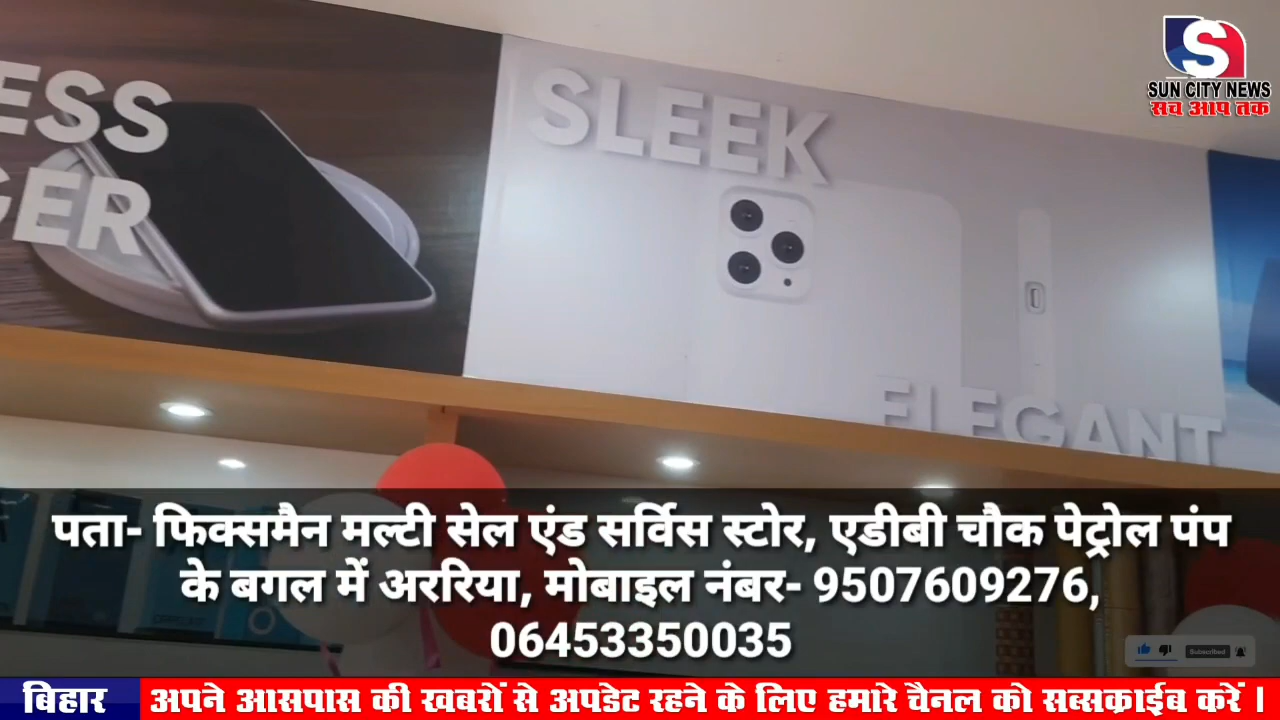 ESS
GER
SLEEK
ELEGANT
S
SUN CITY NEWS
सच आप तक
पता- फिक्समैन मल्टी सेल एंड सर्विस स्टोर, एडीबी चौक पेट्रोल पंप
के बगल में अररिया, मोबाइल नंबर- 9507609276,
06453350035
Subscribed
बिहार
अपने आसपास की खबरों से अपडेट रहने के लिए हमारे चैनल को सब्सक्राईब करें ।